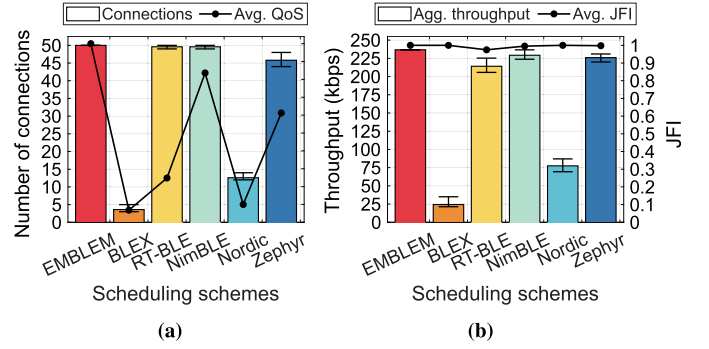 Connections Avg. QoS
Number of connections
50
45
40
35
30
25
20
15
10
5
0
EMBLEM
BLEX
RT-BLE
NimBLE
Nordic
Zephyr
Scheduling schemes
(a)
Agg. throughput Avg. JFI
Throughput (kbps)
250
225
200
175
150
125
100
75
50
25
0
1
0.9
0.8
0.7
0.6
0.5
0.4
0.3
0.2
0.1
0
JFI
EMBLEM
BLEX
RT-BLE
NimBLE
Nordic
Zephyr
Scheduling schemes
(b)